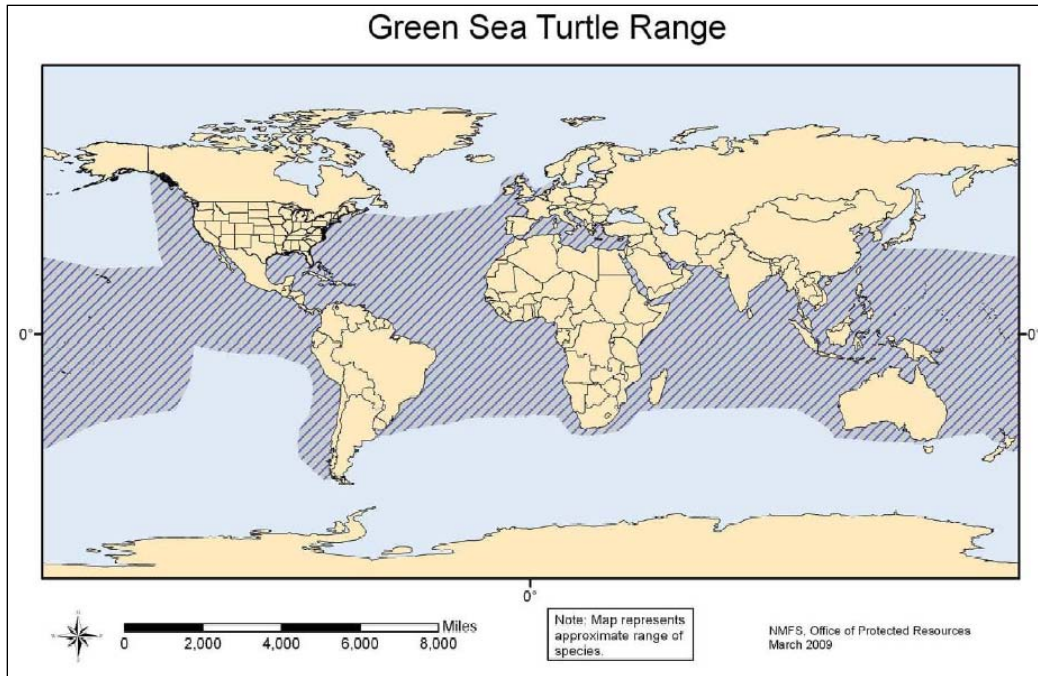 Green Sea Turtle Range
0°
0°
0°
Miles
0 2,000 4,000 6,000 8,000
Note: Map represents
approximate range of
species.
NMFS, Office of Protected Resources
March 2009